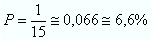 P = 1/15 ≅ 0,066 ≅ 6,6%